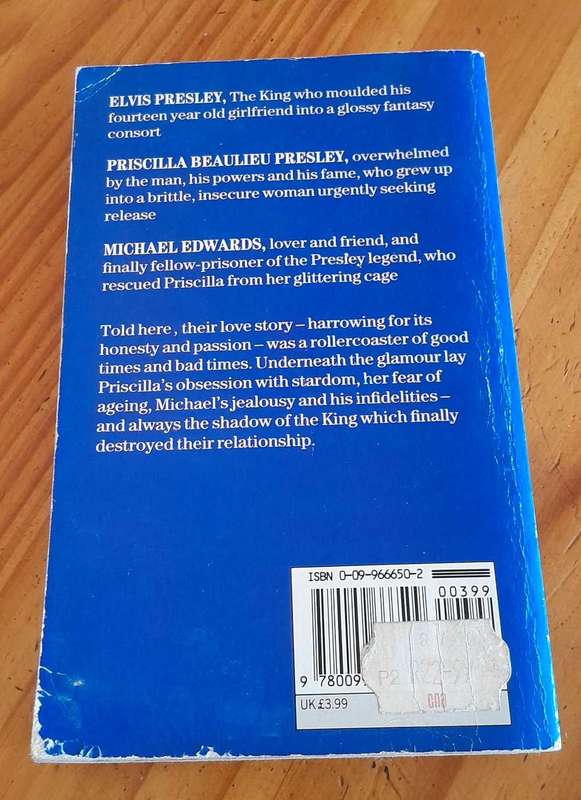 ELVIS PRESLEY, The King who moulded his
fourteen year old girlfriend into a glossy fantasy
consort
PRISCILLA BEAULIEU PRESLEY, overwhelmed
by the man, his powers and his fame, who grew up
into a brittle, insecure woman urgently seeking
release
MICHAEL EDWARDS, lover and friend, and
finally fellow-prisoner of the Presley legend, who
rescued Priscilla from her glittering cage
Told here, their love story – harrowing for its
honesty and passion – was a rollercoaster of good
times and bad times. Underneath the glamour lay
Priscilla's obsession with stardom, her fear of
ageing, Michael's jealousy and his infidelities –
and always the shadow of the King which finally
destroyed their relationship.
ISBN 0-09-966650-2
00399
9 78009
P2
cna
UK £3.99